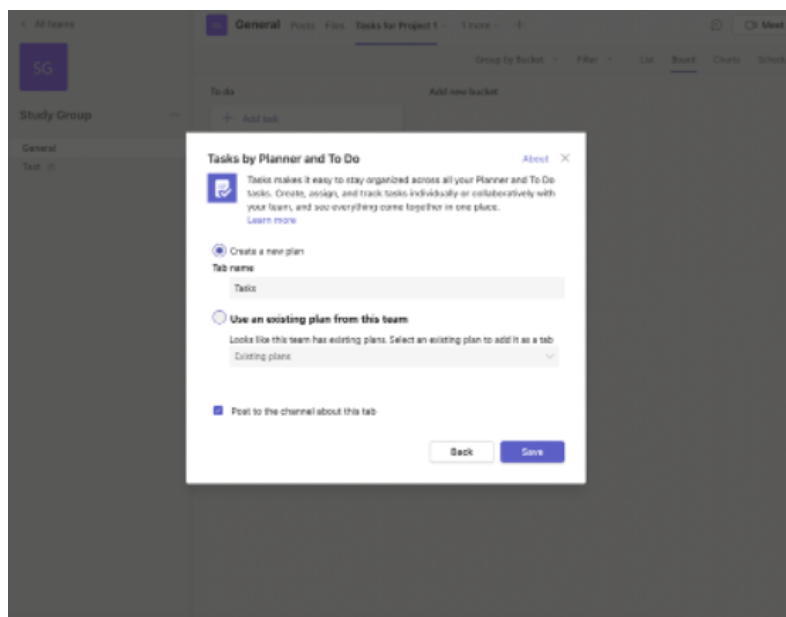 All teams
SG
General Posts Files Tasks for Project 1 1 more +
Meet
Group by Bucket Filter List Board Charts Schedu
SG
To do
Add new bucket
+ Add task
Study Group
General
Test
Tasks by Planner and To Do
About
Tasks makes it easy to stay organized across all your Planner and To Do
tasks. Create, assign, and track tasks individually or collaboratively with
your team, and see everything come together in one place.
Learn more
Create a new plan
Tab name
Tasks
Use an existing plan from this team
Looks like this team has existing plans. Select an existing plan to add it as a tab
Existing plans
Post to the channel about this tab
Back
Save